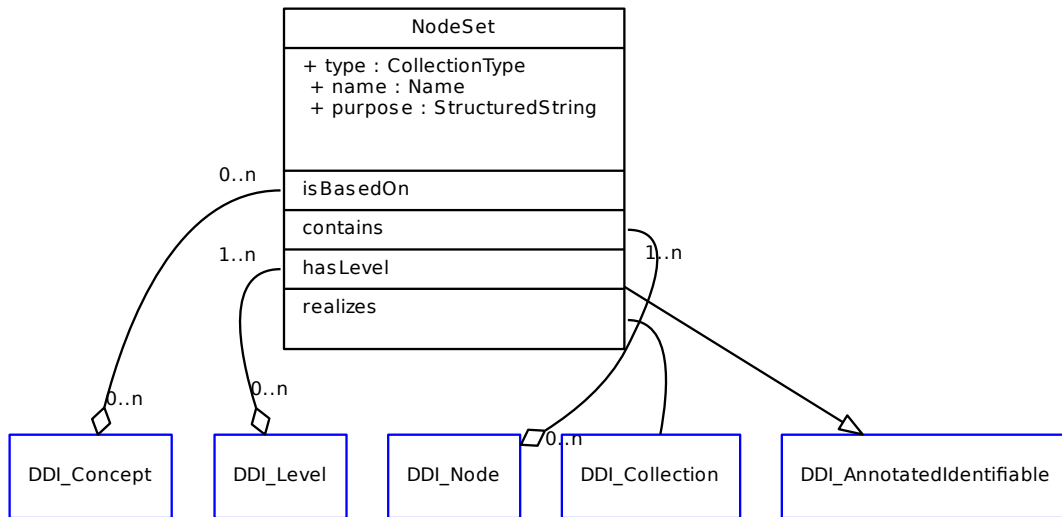 NodeSet
+ type : CollectionType
+ name : Name
+ purpose : StructuredString
0..n
isBasedOn
contains
1..n
1..n
hasLevel
realizes
0..n
0..n
0..n
DDI_Concept
DDI_Level
DDI_Node
DDI_Collection
DDI_AnnotatedIdentifiable